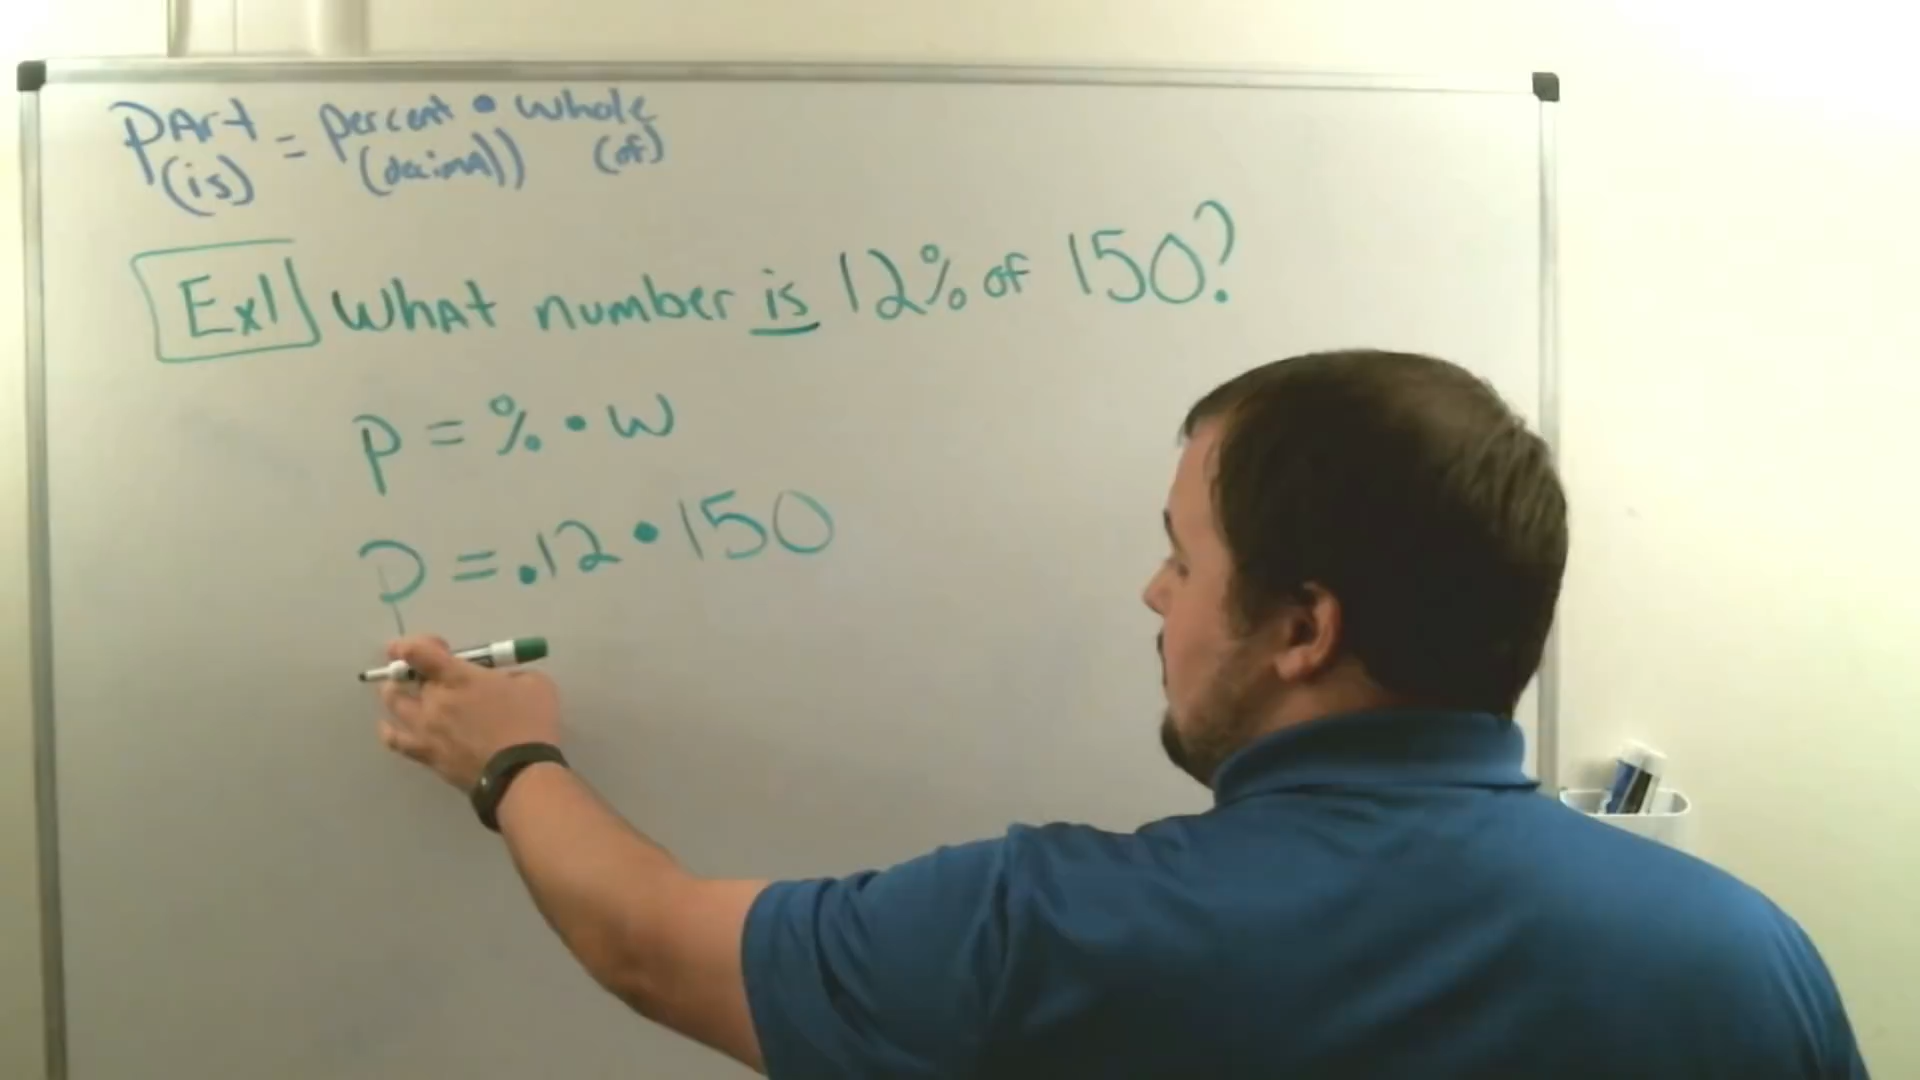 PArt = percent • whole
(is) (decimAl) (of)
Ex1 WhAt number is 12% of 150?
P = % • W
P = .12 • 150